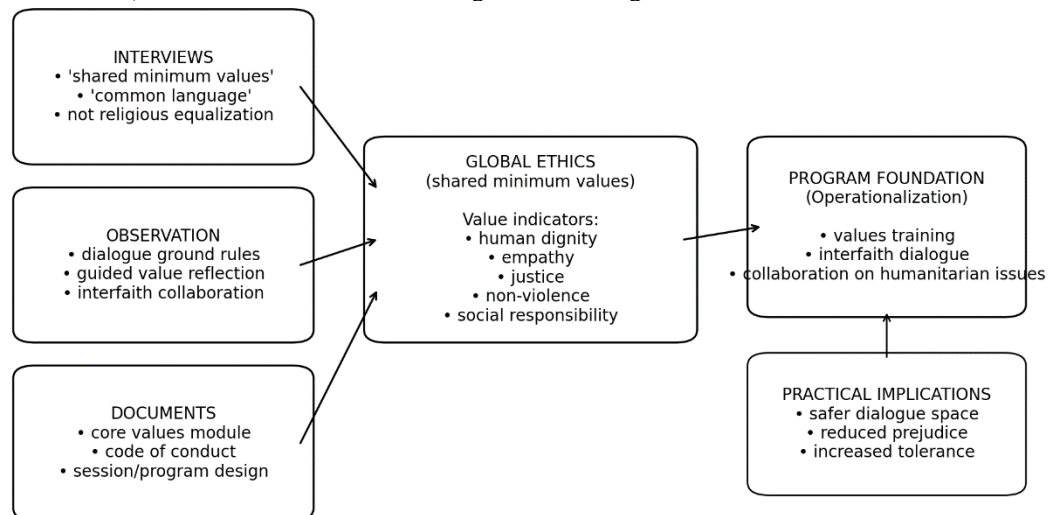 INTERVIEWS
• 'shared minimum values'
• 'common language'
• not religious equalization
OBSERVATION
• dialogue ground rules
• guided value reflection
• interfaith collaboration
DOCUMENTS
• core values module
• code of conduct
• session/program design
GLOBAL ETHICS
(shared minimum values)
Value indicators:
• human dignity
• empathy
• justice
• non-violence
• social responsibility
PROGRAM FOUNDATION
(Operationalization)
• values training
• interfaith dialogue
• collaboration on humanitarian issues
PRACTICAL IMPLICATIONS
• safer dialogue space
• reduced prejudice
• increased tolerance